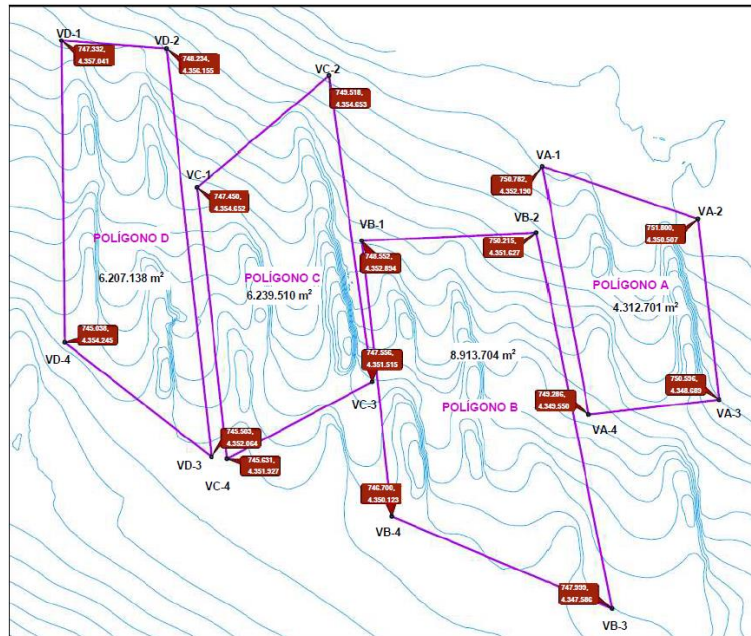 VD-1
747.332,
4.357.041
VD-2
748.234,
4.356.155
VC-2
4.354.653
VC-1
747.450,
4.354.652
VA-1
750.782,
4.352.190
VA-2
751.800,
4.350.507
VB-1
748.552,
4.352.894
VB-2
750.215,
4.351.627
POLÍGONO D
6.207.138 m²
POLÍGONO C
6.239.510 m²
POLÍGONO A
4.312.701 m²
745.038,
4.354.245
VD-4
747.556,
4.351.515
VC-3
8.913.704 m²
POLÍGONO B
749.286,
4.349.550
VA-4
750.596,
4.348.689
VA-3
745.503,
4.352.064
VD-3
745.631,
4.351.927
VC-4
746.700,
4.350.123
VB-4
747.999,
4.347.586
VB-3